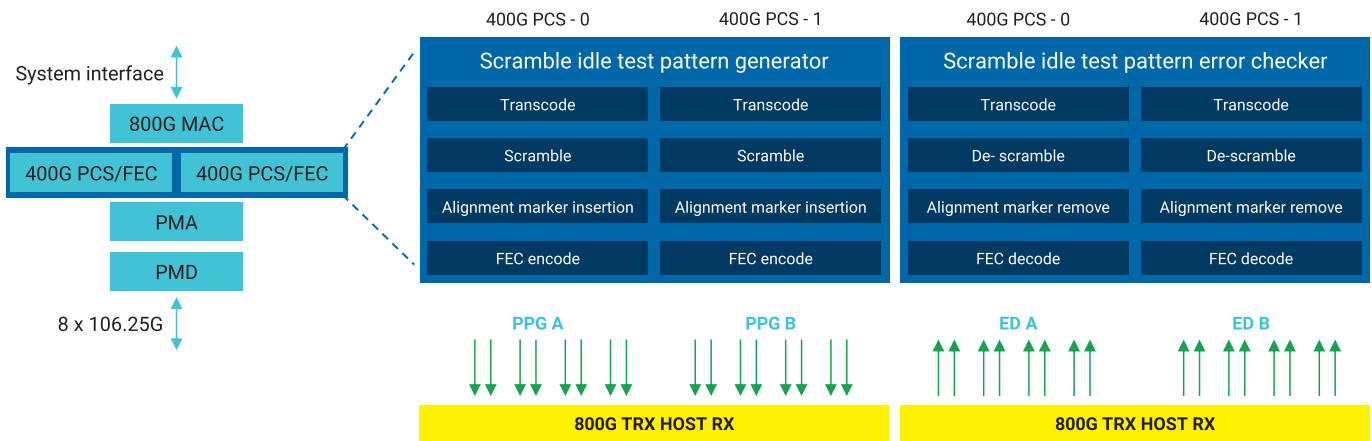 400G PCS - 0
400G PCS - 1
400G PCS - 0
400G PCS - 1
System interface
800G MAC
400G PCS/FEC
400G PCS/FEC
PMA
PMD
8 x 106.25G
Scramble idle test pattern generator
Transcode
Transcode
Scramble
Scramble
Alignment marker insertion
Alignment marker insertion
FEC encode
FEC encode
PPG A
PPG B
800G TRX HOST RX
Scramble idle test pattern error checker
Transcode
Transcode
De- scramble
De-scramble
Alignment marker remove
Alignment marker remove
FEC decode
FEC decode
ED A
ED B
800G TRX HOST RX